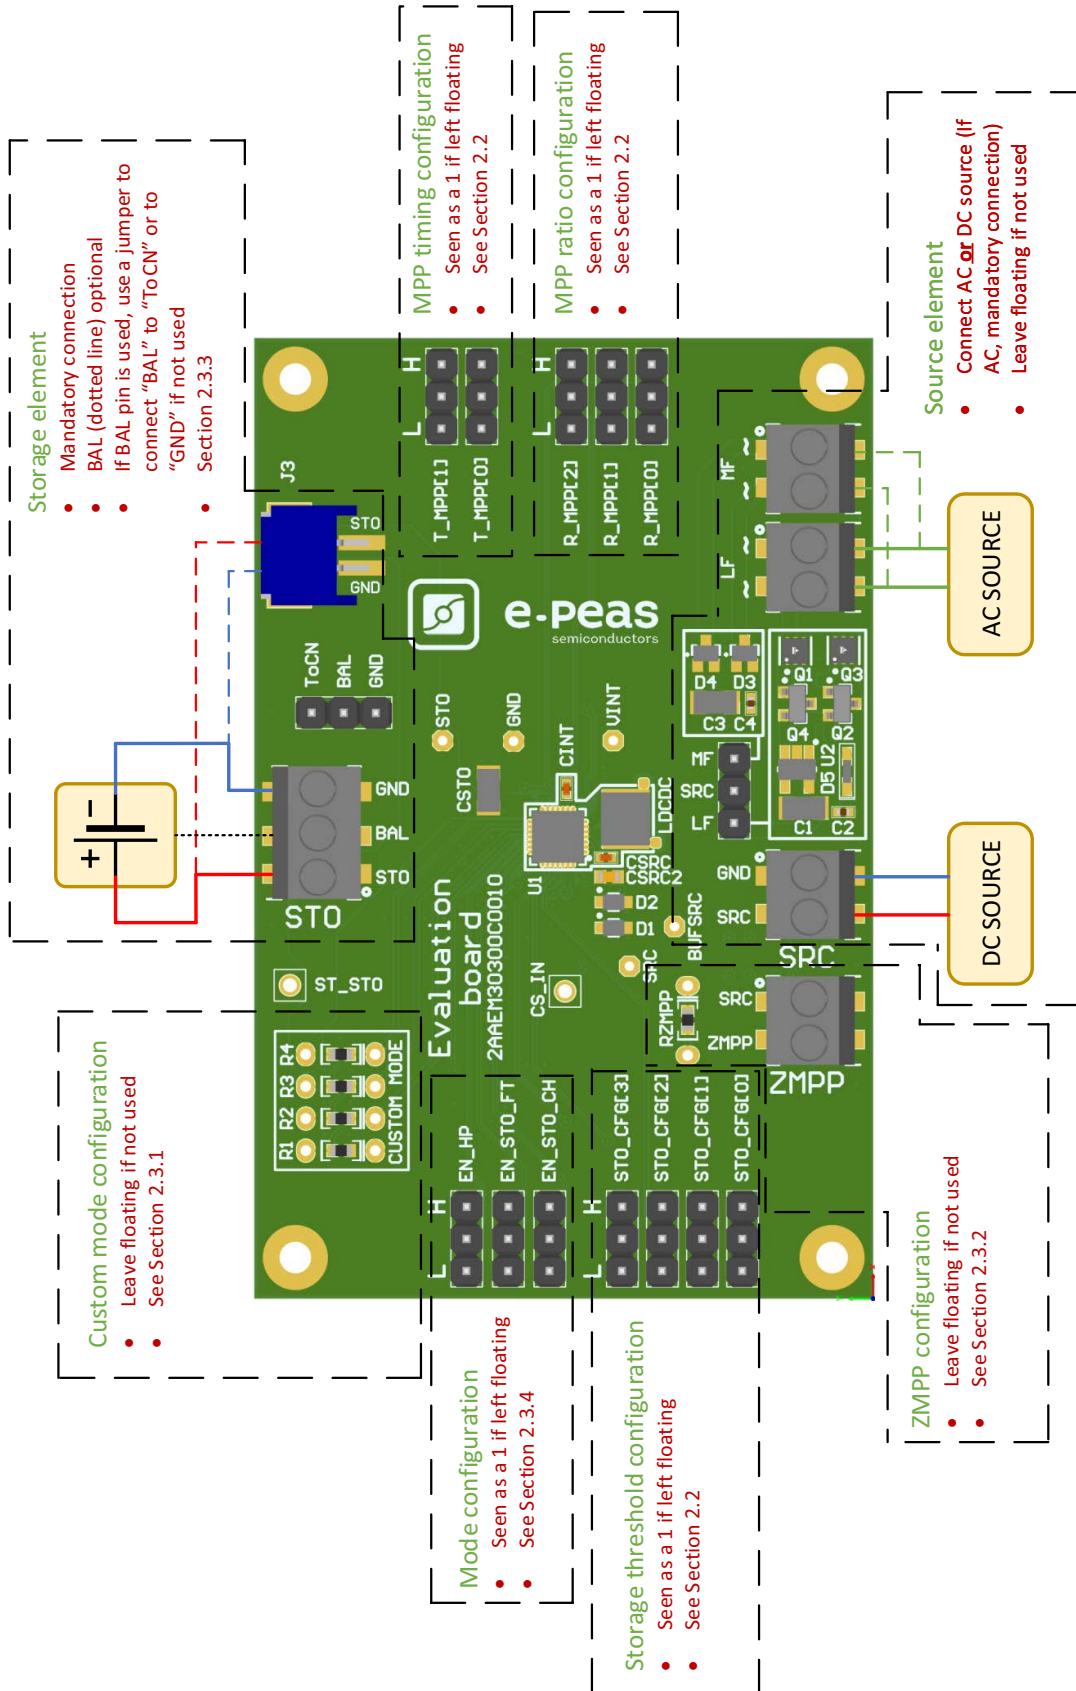 Storage element
• Mandatory connection
• BAL (dotted line) optional
• If BAL pin is used, use a jumper to
connect “BAL” to “ToCN” or to
“GND” if not used
• Section 2.3.3
MPP timing configuration
• Seen as a 1 if left floating
• See Section 2.2
MPP ratio configuration
• Seen as a 1 if left floating
• See Section 2.2
Source element
• Connect AC or DC source (If
AC, mandatory connection)
• Leave floating if not used
Custom mode configuration
• Leave floating if not used
• See Section 2.3.1
Mode configuration
• Seen as a 1 if left floating
• See Section 2.3.4
Storage threshold configuration
• Seen as a 1 if left floating
• See Section 2.2
ZMPP configuration
• Leave floating if not used
• See Section 2.3.2
+ -
AC SOURCE
DC SOURCE
J3
STO
GND
ToCN
BAL
GND
GND
BAL
STO
STO
ST_STO
R4
R3
R2
R1
CUSTOM MODE
L H
T_MPP[1]
T_MPP[0]
L H
R_MPP[2]
R_MPP[1]
R_MPP[0]
e-peas
semiconductors
STO
GND
VINT
CSTO
CINT
LDCDC
U1
CSRC
CSRC2
D2
D1
BUFSRC
SRC
CS_IN
Evaluation
board
2AAEM30300C0010
L H
EN_HP
EN_STO_FT
EN_STO_CH
L H
STO_CFG[3]
STO_CFG[2]
STO_CFG[1]
STO_CFG[0]
RZMPP
ZMPP
SRC
ZMPP
SRC
GND
SRC
MF
SRC
LF
D4
D3
C3
C4
Q1
Q3
Q4
Q2
D5
U2
C1
C2
LF
~ ~
MF
~ ~